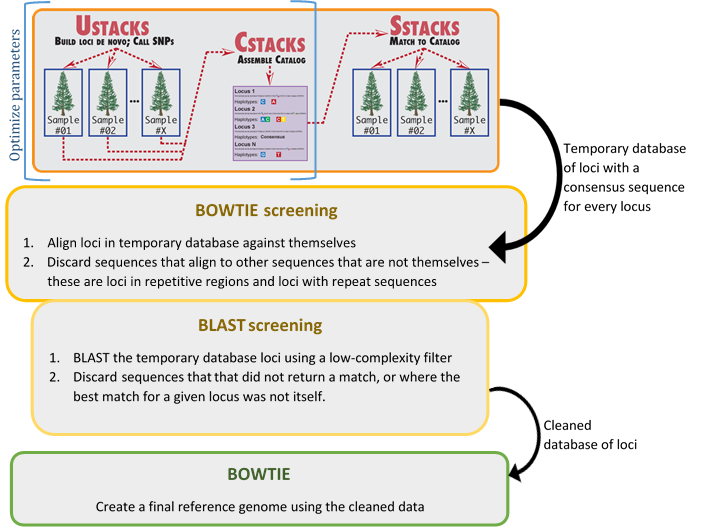 Optimize parameters
USTACKS
BUILD LOCI DE NOVO; CALL SNPS
Sample #01
Sample #02
...
Sample #X
CSTACKS
ASSEMBLE CATALOG
Locus 1
Haplotypes: C A
Locus 2
Haplotypes: AC C
Locus 3
Haplotypes: Consensus
Locus N
Haplotypes: G T
SSTACKS
MATCH TO CATALOG
Sample #01
Sample #02
...
Sample #X
Temporary database
of loci with a
consensus sequence
for every locus
BOWTIE screening
1. Align loci in temporary database against themselves
2. Discard sequences that align to other sequences that are not themselves –
these are loci in repetitive regions and loci with repeat sequences
BLAST screening
1. BLAST the temporary database loci using a low-complexity filter
2. Discard sequences that that did not return a match, or where the
best match for a given locus was not itself.
Cleaned
database of loci
BOWTIE
Create a final reference genome using the cleaned data